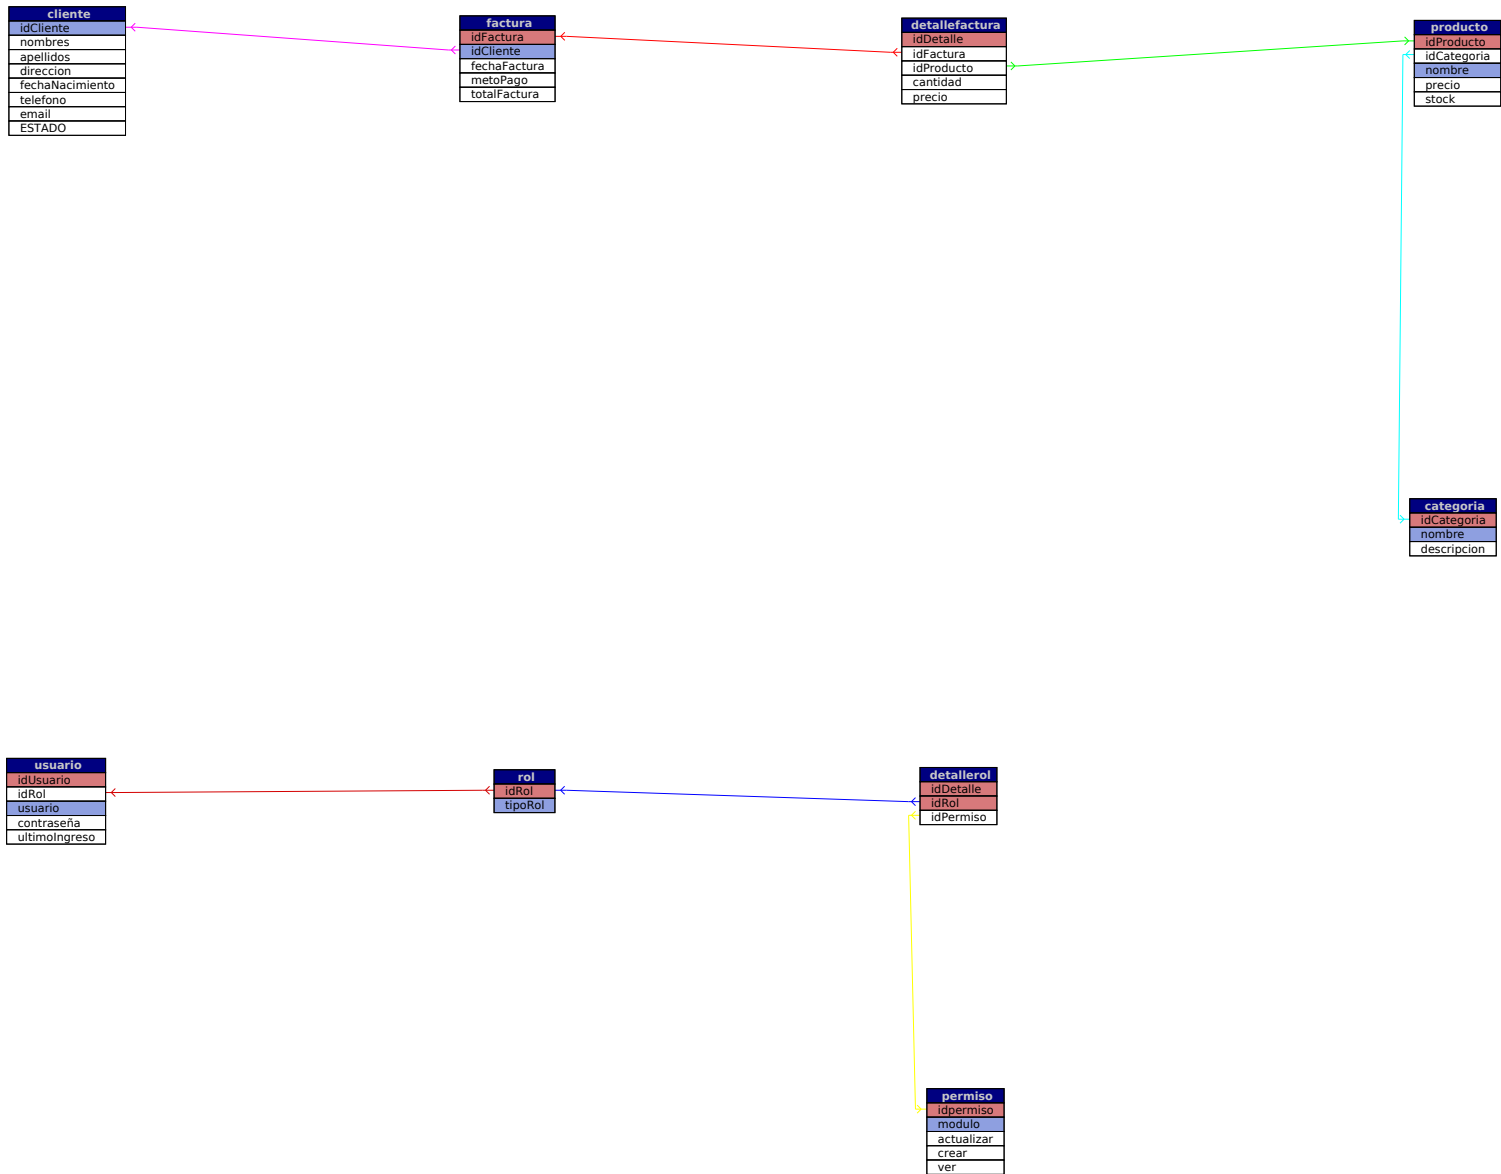 cliente
idCliente
nombres
apellidos
direccion
fechaNacimiento
telefono
email
ESTADO
factura
idFactura
idCliente
fechaFactura
metoPago
totalFactura
detallefactura
idDetalle
idFactura
idProducto
cantidad
precio
producto
idProducto
idCategoria
nombre
precio
stock
categoria
idCategoria
nombre
descripcion
usuario
idUsuario
idRol
usuario
contraseña
ultimoIngreso
rol
idRol
tipoRol
detallerol
idDetalle
idRol
idPermiso
permiso
idpermiso
modulo
actualizar
crear
ver